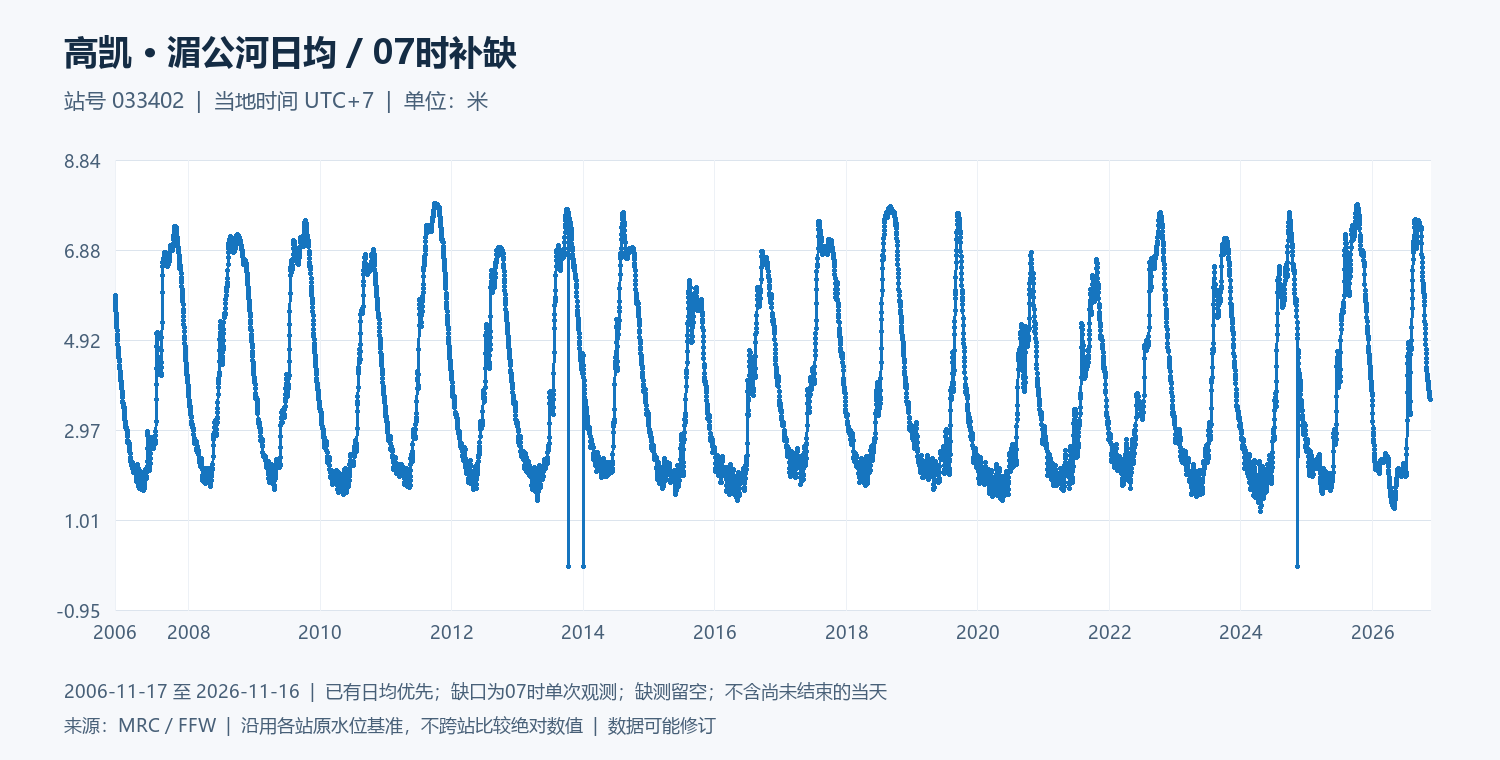 高凯 • 湄公河日均 / 07时补缺
站号 033402 | 当地时间 UTC+7 | 单位：米
8.84
6.88
4.92
2.97
1.01
-0.95
2006 2008 2010 2012 2014 2016 2018 2020 2022 2024 2026
2006-11-17 至 2026-11-16 | 已有日均优先；缺口为07时单次观测；缺测留空；不含尚未结束的当天
来源：MRC / FFW | 沿用各站原水位基准，不跨站比较绝对数值 | 数据可能修订